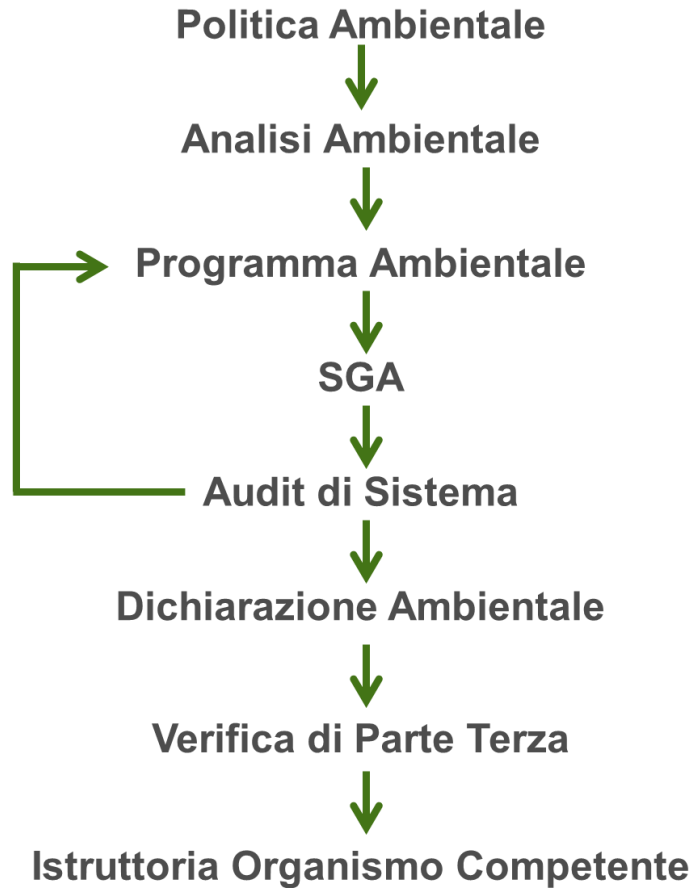 Politica Ambientale
Analisi Ambientale
Programma Ambientale
SGA
Audit di Sistema
Dichiarazione Ambientale
Verifica di Parte Terza
Istruttoria Organismo Competente